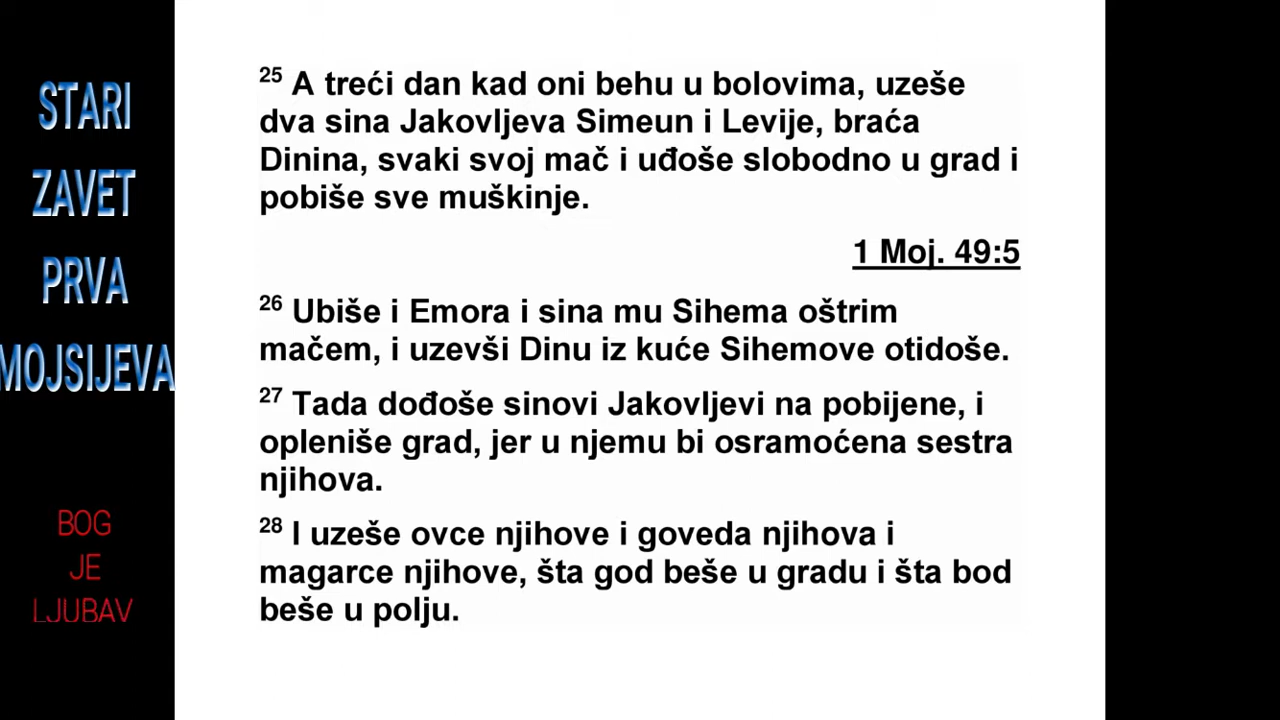 STARI
ZAVET
PRVA
MOJSIJEVA
BOG
JE
LJUBAV
25 A treći dan kad oni behu u bolovima, uzeše
dva sina Jakovljeva Simeun i Levije, braća
Dinina, svaki svoj mač i uđoše slobodno u grad i
pobiše sve muškinje.
1 Moj. 49:5
26 Ubiše i Emora i sina mu Sihema oštrim
mačem, i uzevši Dinu iz kuće Sihemove otidoše.
27 Tada dođoše sinovi Jakovljevi na pobijene, i
opleniše grad, jer u njemu bi osramoćena sestra
njihova.
28 I uzeše ovce njihove i goveda njihova i
magarce njihove, šta god beše u gradu i šta bod
beše u polju.